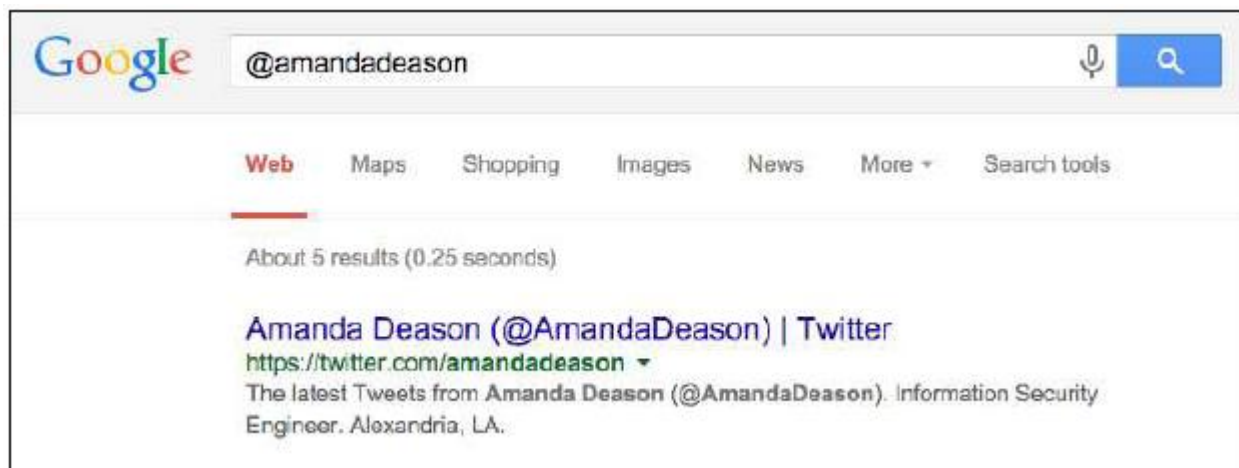 Google @amandadeason
Web Maps Shopping Images News More Search tools
About 5 results (0.25 seconds)
Amanda Deason (@AmandaDeason) | Twitter
https://twitter.com/amandadeason
The latest Tweets from Amanda Deason (@AmandaDeason). Information Security
Engineer. Alexandria, LA.